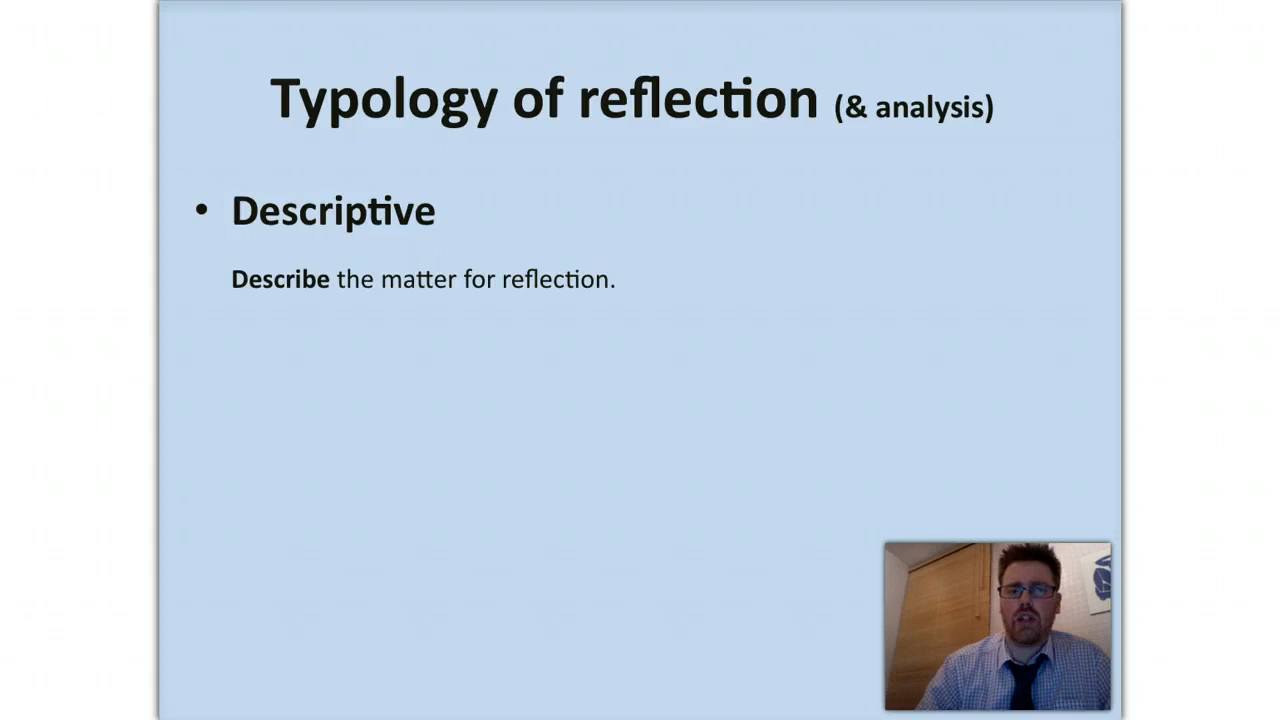 Typology of reflection (& analysis)
• Descriptive
Describe the matter for reflection.